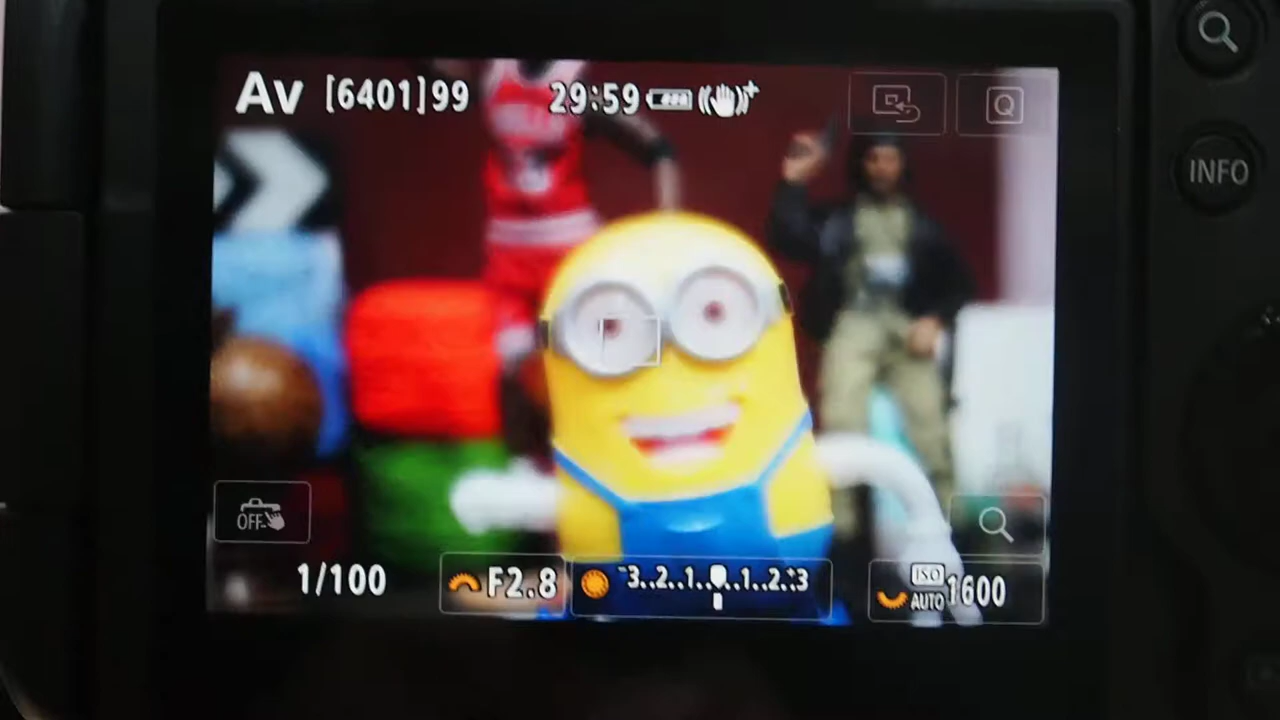 Av [6401]99 29:59 Q
INFO
OFF
1/100 F2.8 -3..2..1..0..1..2..+3 ISO AUTO 1600